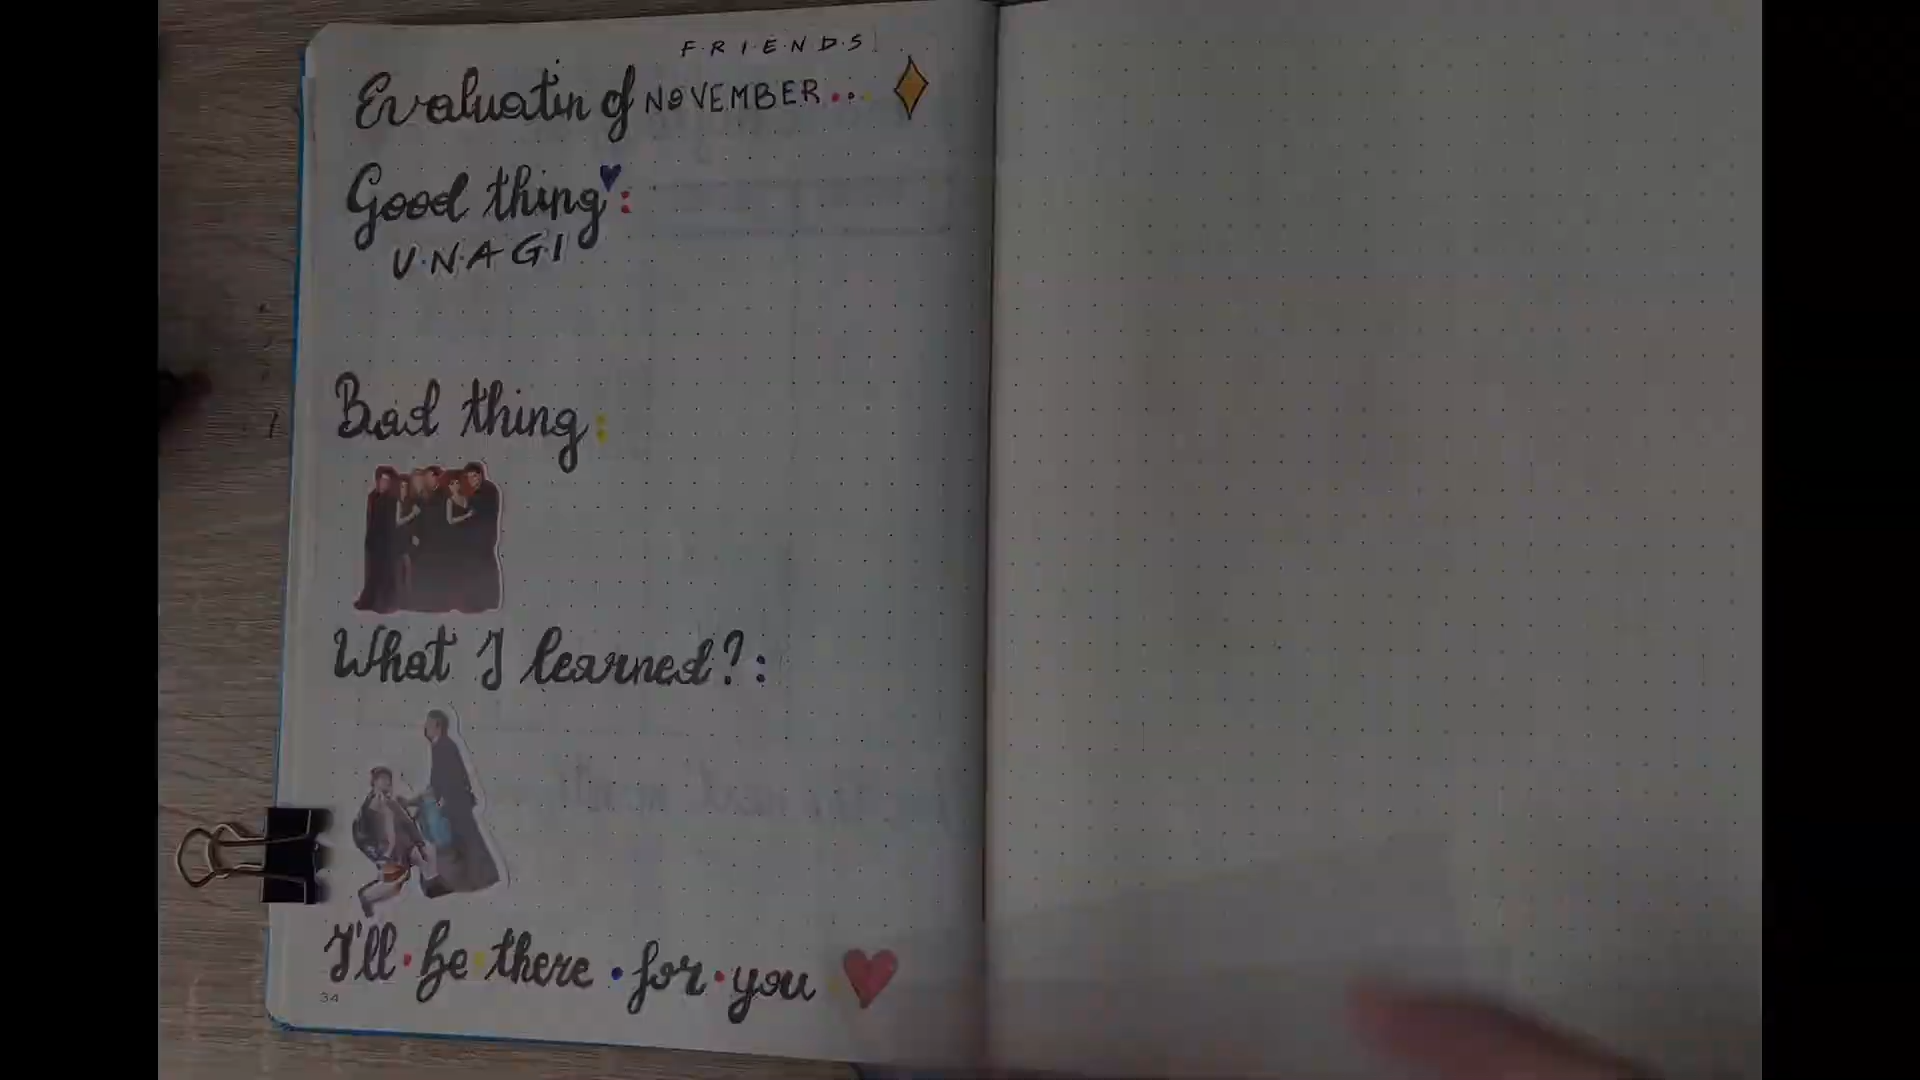 F·R·I·E·N·D·S
Evaluatin of NOVEMBER...
Good thing:
U·N·A·G·I
Bad thing:
What I learned?:
I'll·be·there·for·you
34